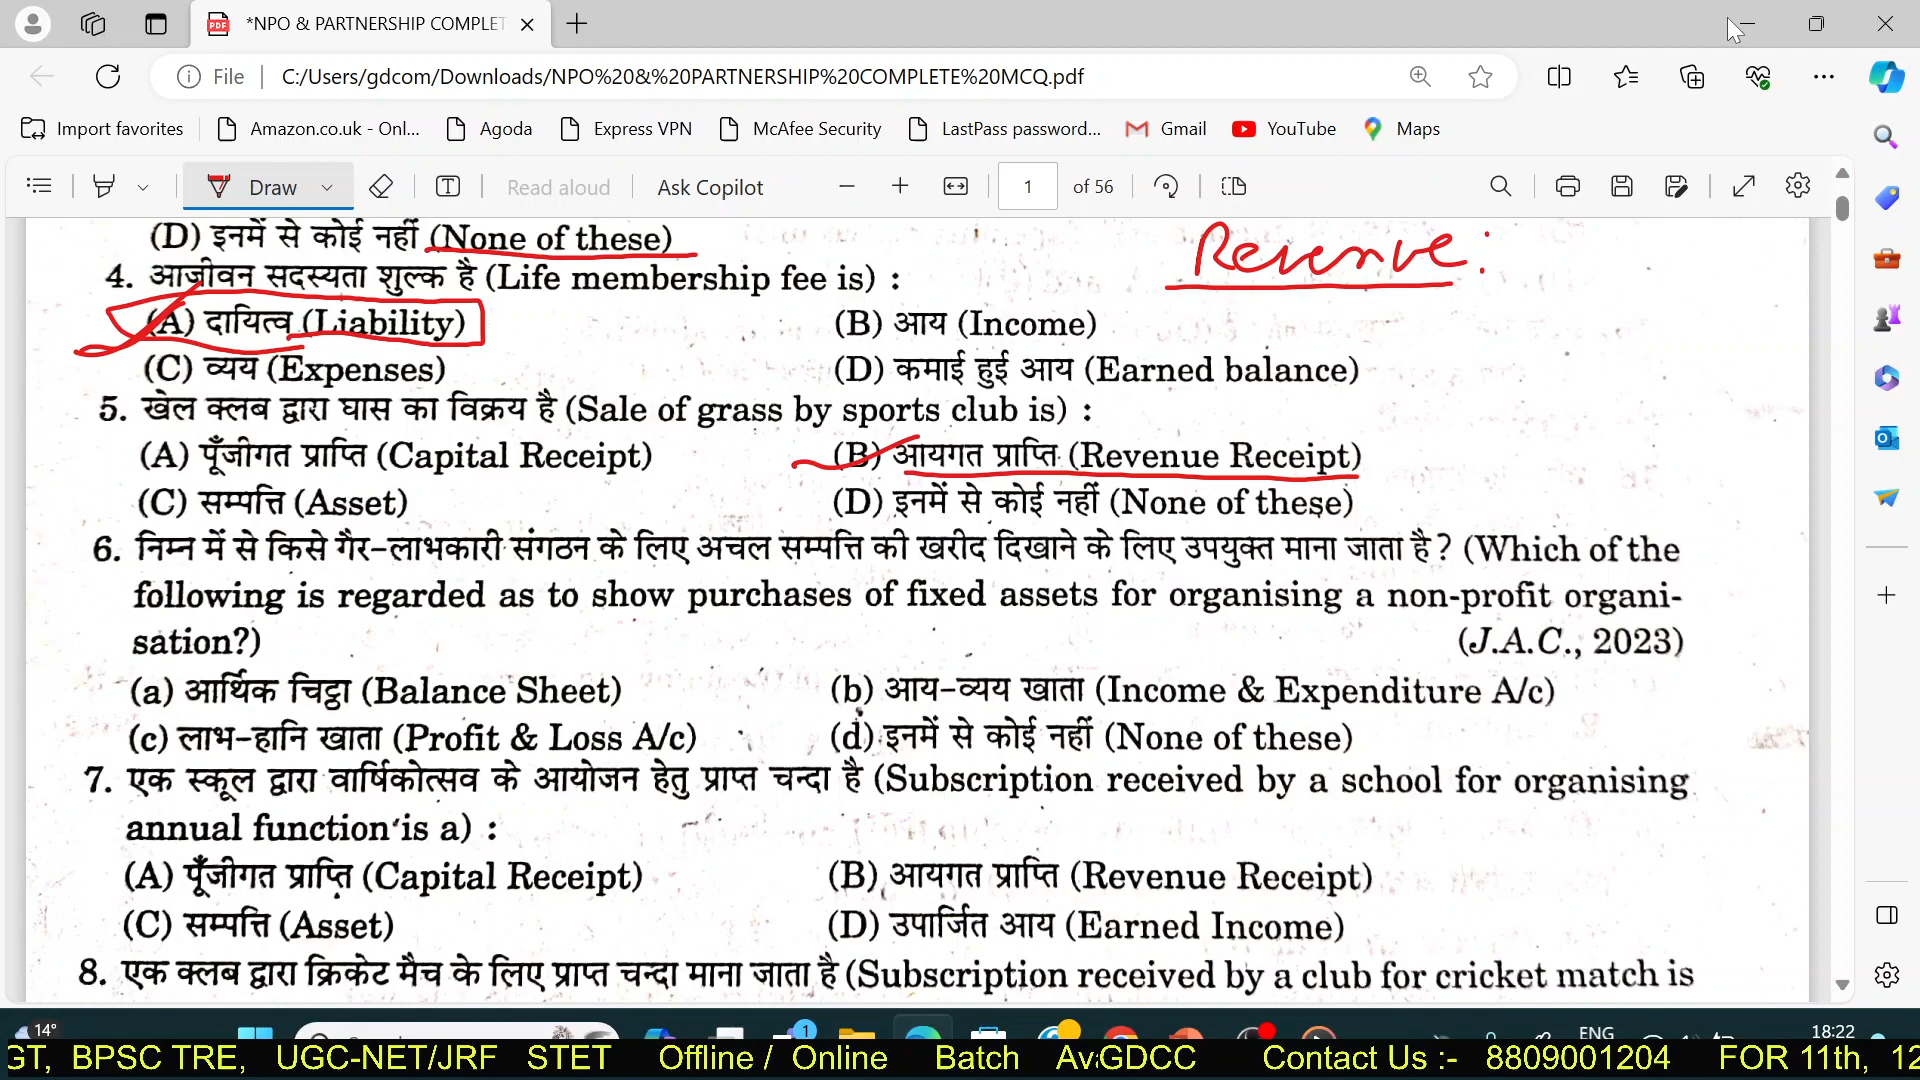 *NPO & PARTNERSHIP COMPLET
File
C:/Users/gdcom/Downloads/NPO%20&%20PARTNERSHIP%20COMPLETE%20MCQ.pdf
Import favorites Amazon.co.uk - Onl... Agoda Express VPN McAfee Security LastPass password... Gmail YouTube Maps
Draw Read aloud Ask Copilot 1 of 56
(D) इनमें से कोई नहीं (None of these)
Revenue:
4. आजीवन सदस्यता शुल्क है (Life membership fee is) :
(A) दायित्व (Liability) (B) आय (Income)
(C) व्यय (Expenses) (D) कमाई हुई आय (Earned balance)
5. खेल क्लब द्वारा घास का विक्रय है (Sale of grass by sports club is) :
(A) पूँजीगत प्राप्ति (Capital Receipt) (B) आयगत प्राप्ति (Revenue Receipt)
(C) सम्पत्ति (Asset) (D) इनमें से कोई नहीं (None of these)
6. निम्न में से किसे गैर-लाभकारी संगठन के लिए अचल सम्पत्ति की खरीद दिखाने के लिए उपयुक्त माना जाता है? (Which of the
following is regarded as to show purchases of fixed assets for organising a non-profit organi-
sation?) (J.A.C., 2023)
(a) आर्थिक चिट्ठा (Balance Sheet) (b) आय-व्यय खाता (Income & Expenditure A/c)
(c) लाभ-हानि खाता (Profit & Loss A/c) (d) इनमें से कोई नहीं (None of these)
7. एक स्कूल द्वारा वार्षिकोत्सव के आयोजन हेतु प्राप्त चन्दा है (Subscription received by a school for organising
annual function is a) :
(A) पूँजीगत प्राप्ति (Capital Receipt) (B) आयगत प्राप्ति (Revenue Receipt)
(C) सम्पत्ति (Asset) (D) उपार्जित आय (Earned Income)
8. एक क्लब द्वारा क्रिकेट मैच के लिए प्राप्त चन्दा माना जाता है (Subscription received by a club for cricket match is
14° 1 ENG 18:22
GT, BPSC TRE, UGC-NET/JRF STET Offline / Online Batch Av GDCC Contact Us :- 8809001204 FOR 11th, 12